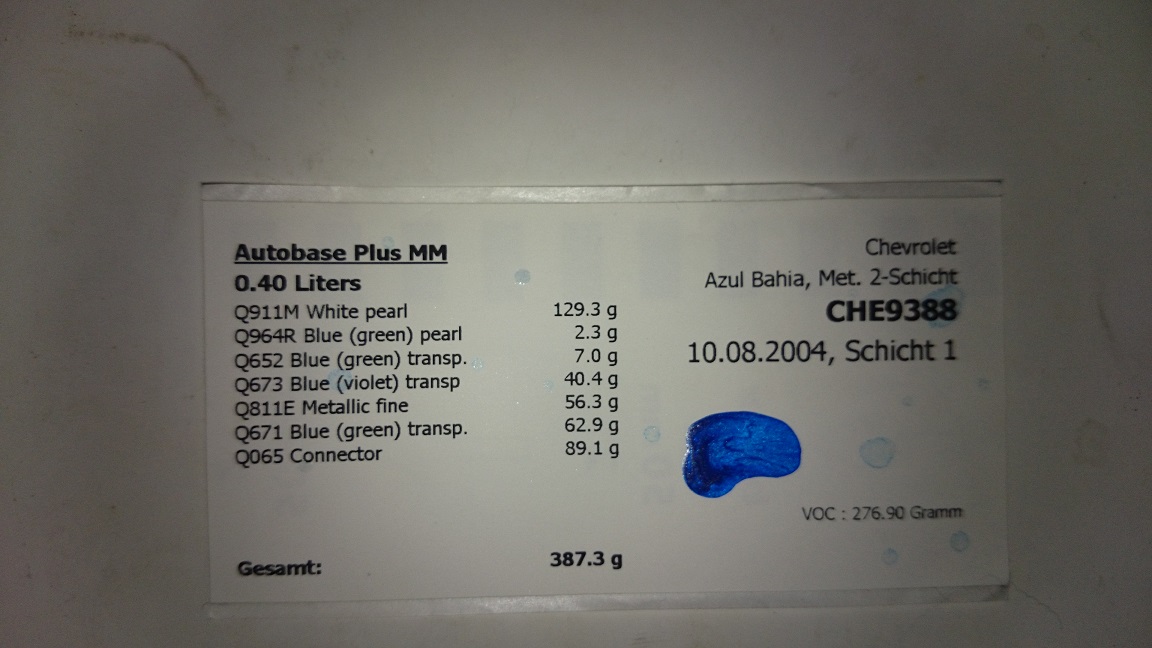 Autobase Plus MM
0.40 Liters
Q911M White pearl 129.3 g
Q964R Blue (green) pearl 2.3 g
Q652 Blue (green) transp. 7.0 g
Q673 Blue (violet) transp 40.4 g
Q811E Metallic fine 56.3 g
Q671 Blue (green) transp. 62.9 g
Q065 Connector 89.1 g
Gesamt: 387.3 g
Chevrolet
Azul Bahia, Met. 2-Schicht
CHE9388
10.08.2004, Schicht 1
VOC : 276.90 Gramm